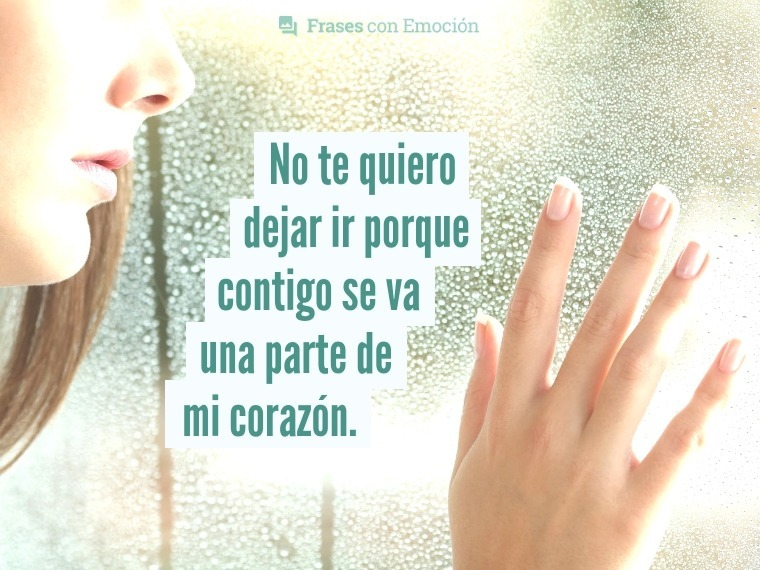 Frases con Emoción
No te quiero
dejar ir porque
contigo se va
una parte de
mi corazón.